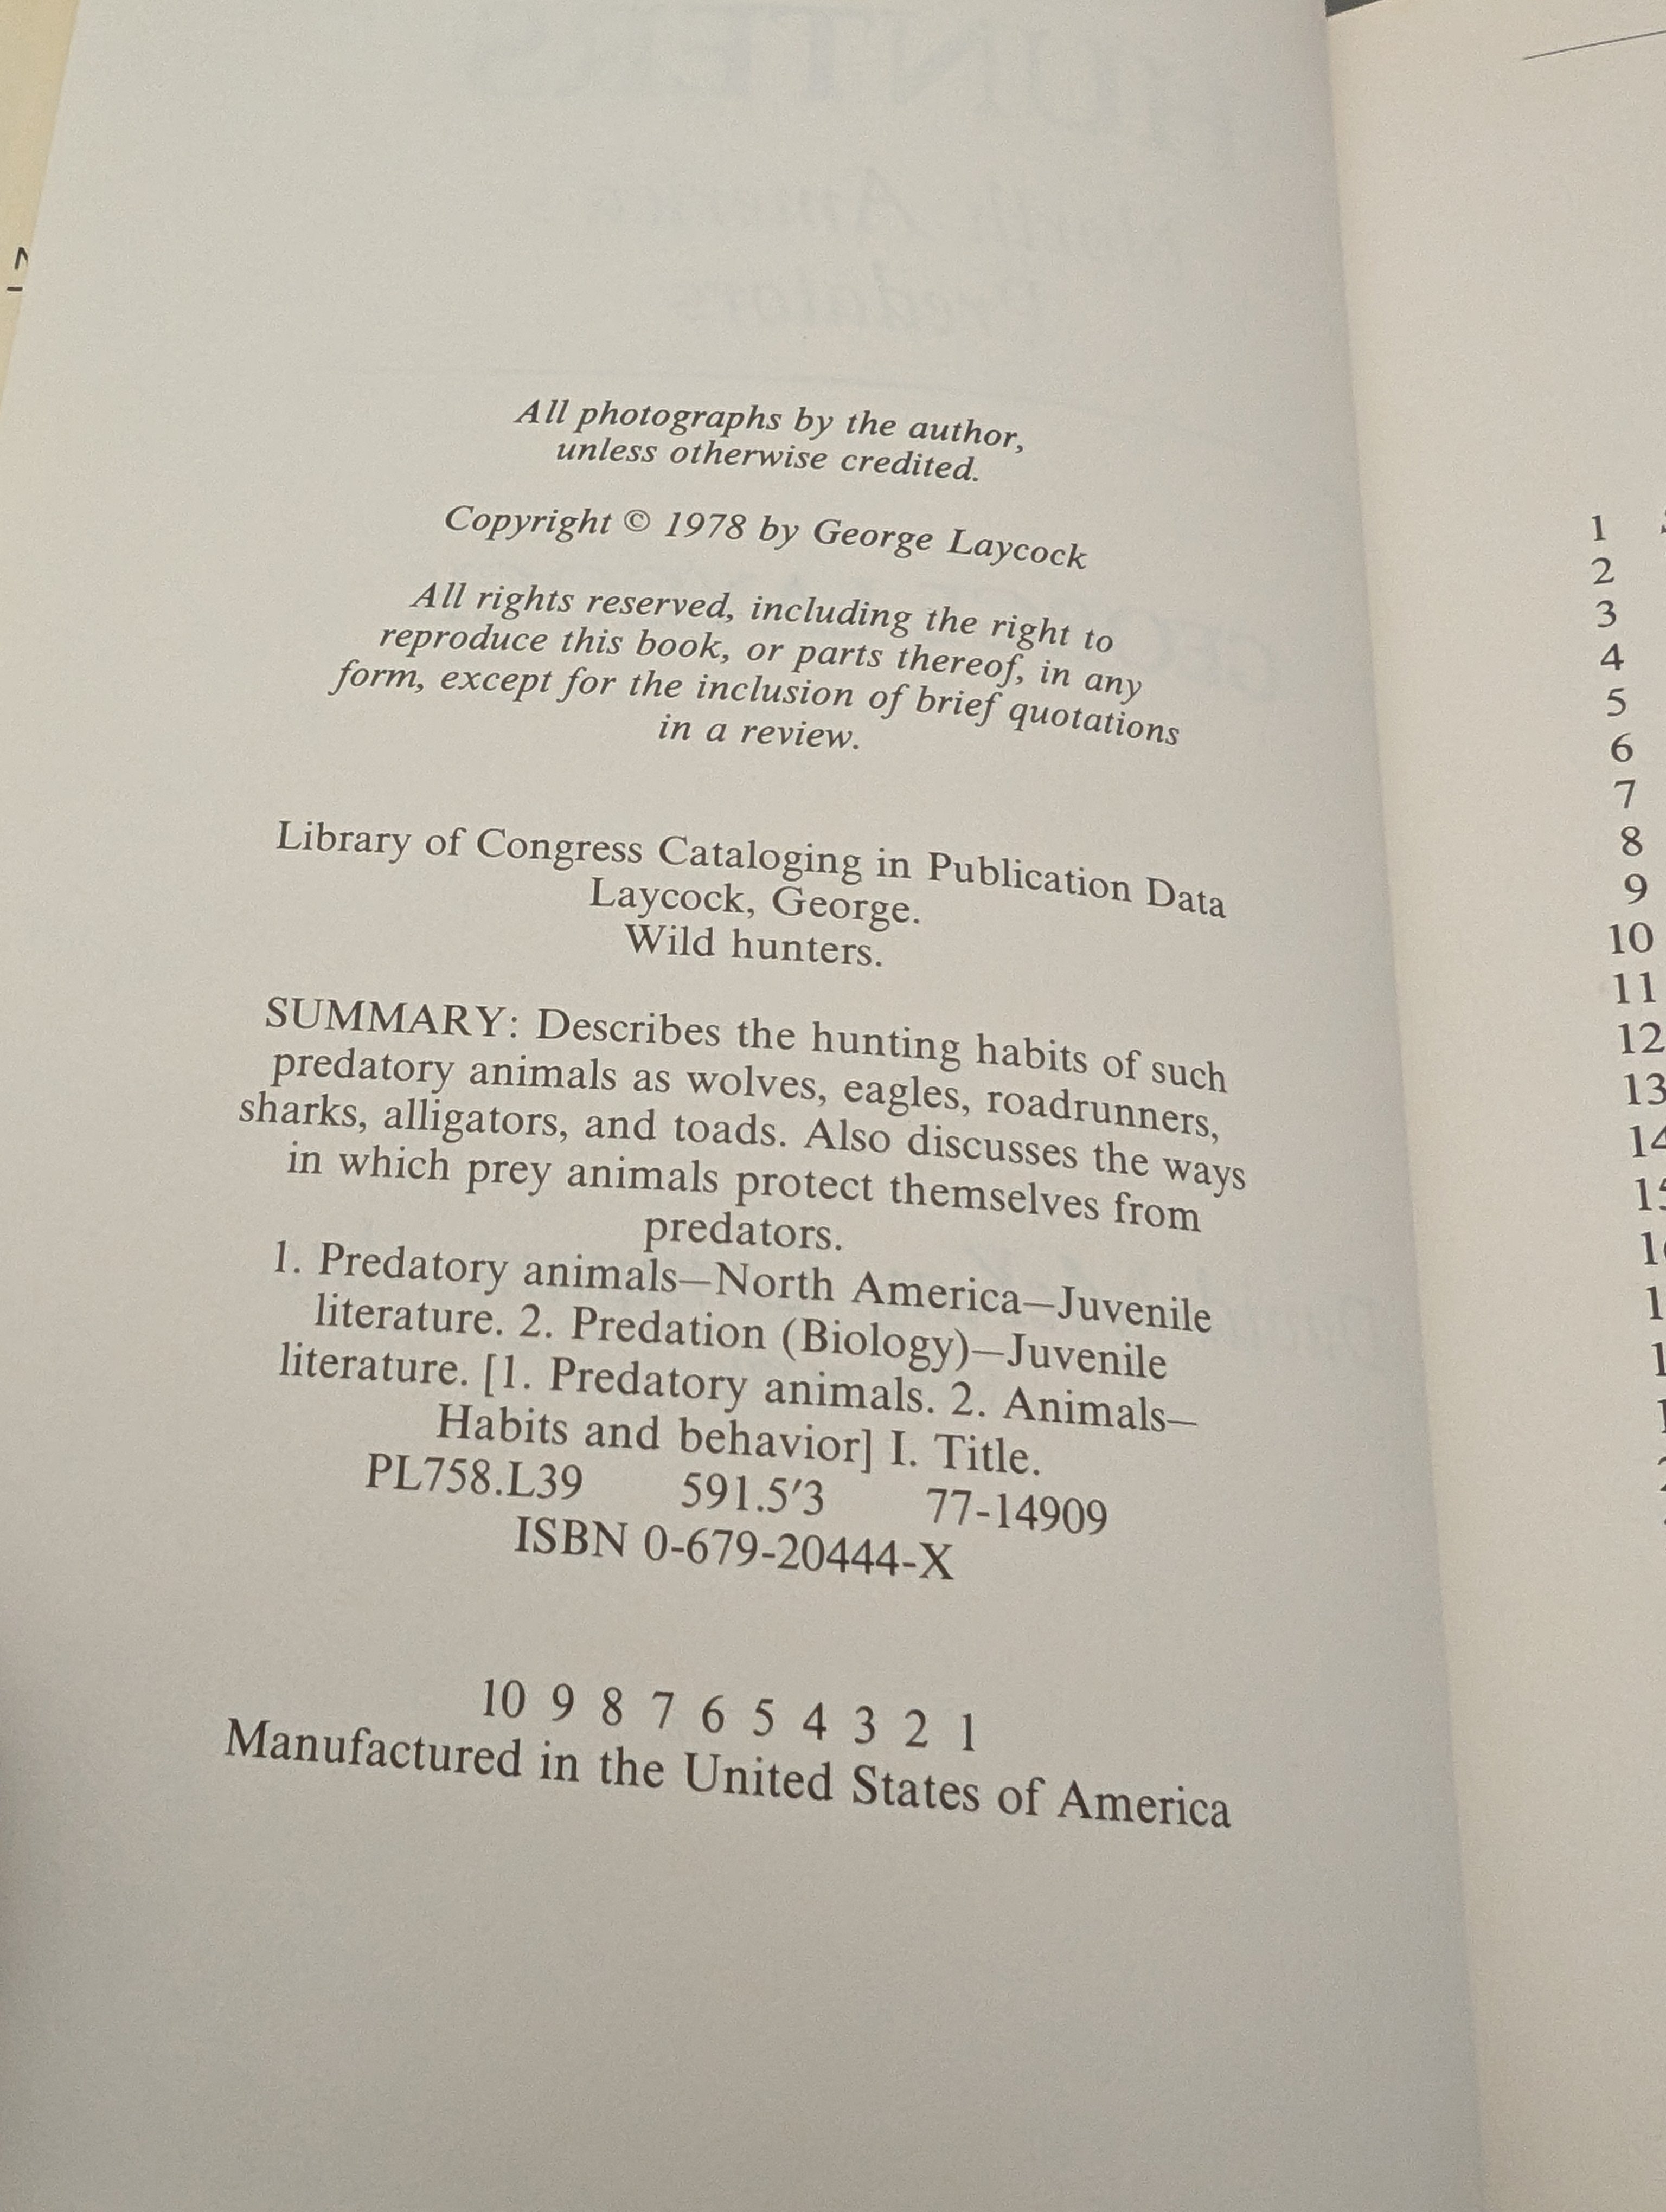 All photographs by the author,
unless otherwise credited.
Copyright © 1978 by George Laycock
All rights reserved, including the right to
reproduce this book, or parts thereof, in any
form, except for the inclusion of brief quotations
in a review.
Library of Congress Cataloging in Publication Data
Laycock, George.
Wild hunters.
SUMMARY: Describes the hunting habits of such
predatory animals as wolves, eagles, roadrunners,
sharks, alligators, and toads. Also discusses the ways
in which prey animals protect themselves from
predators.
1. Predatory animals—North America—Juvenile
literature. 2. Predation (Biology)—Juvenile
literature. [1. Predatory animals. 2. Animals—
Habits and behavior] I. Title.
PL758.L39 591.5'3 77-14909
ISBN 0-679-20444-X
10 9 8 7 6 5 4 3 2 1
Manufactured in the United States of America
1
2
3
4
5
6
7
8
9
10
11
12
13
14